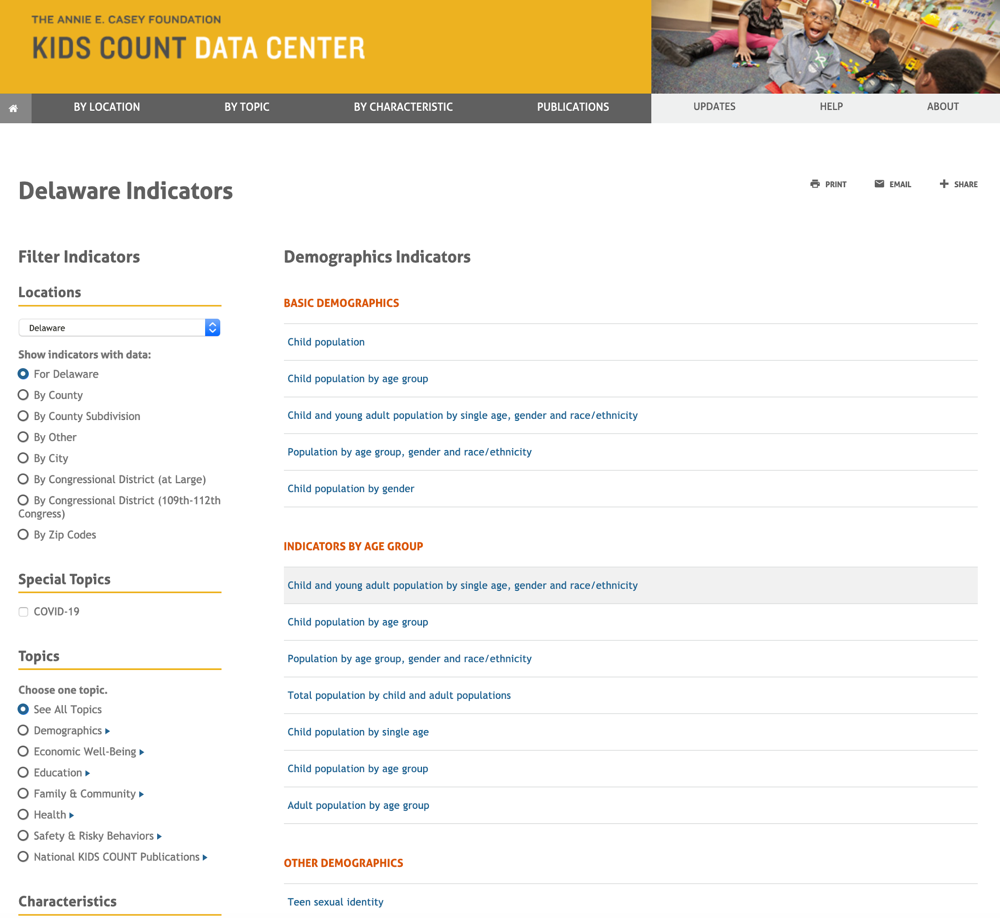 THE ANNIE E. CASEY FOUNDATION
KIDS COUNT DATA CENTER
WINTER
BY LOCATION
BY TOPIC
BY CHARACTERISTIC
PUBLICATIONS
UPDATES
HELP
ABOUT
Delaware Indicators
PRINT
EMAIL
SHARE
Filter Indicators
Locations
Delaware
Show indicators with data:
For Delaware
By County
By County Subdivision
By Other
By City
By Congressional District (at Large)
By Congressional District (109th-112th
Congress)
By Zip Codes
Special Topics
COVID-19
Topics
Choose one topic.
See All Topics
Demographics
Economic Well-Being
Education
Family & Community
Health
Safety & Risky Behaviors
National KIDS COUNT Publications
Characteristics
Demographics Indicators
BASIC DEMOGRAPHICS
Child population
Child population by age group
Child and young adult population by single age, gender and race/ethnicity
Population by age group, gender and race/ethnicity
Child population by gender
INDICATORS BY AGE GROUP
Child and young adult population by single age, gender and race/ethnicity
Child population by age group
Population by age group, gender and race/ethnicity
Total population by child and adult populations
Child population by single age
Child population by age group
Adult population by age group
OTHER DEMOGRAPHICS
Teen sexual identity